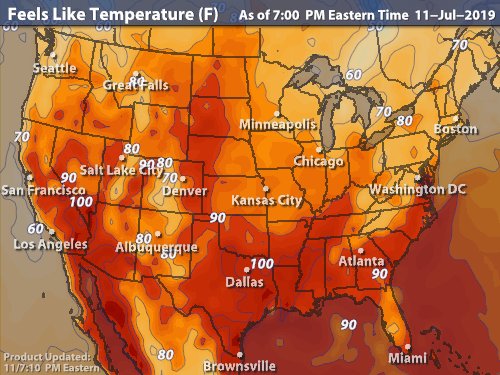 Feels Like Temperature (F) As of 7:00 PM Eastern Time 11-Jul-2019
80
70
Seattle
60
Great Falls
80
70
80
Minneapolis
Boston
70
80
Chicago
90 80
Salt Lake City
90
70
Denver
San Francisco
Washington DC
100
Kansas City
90
60
80
Los Angeles
Albuquerque
80
Atlanta
100
90
Dallas
90
80
Product Updated:
11/7:10 PM Eastern
Brownsville
Miami